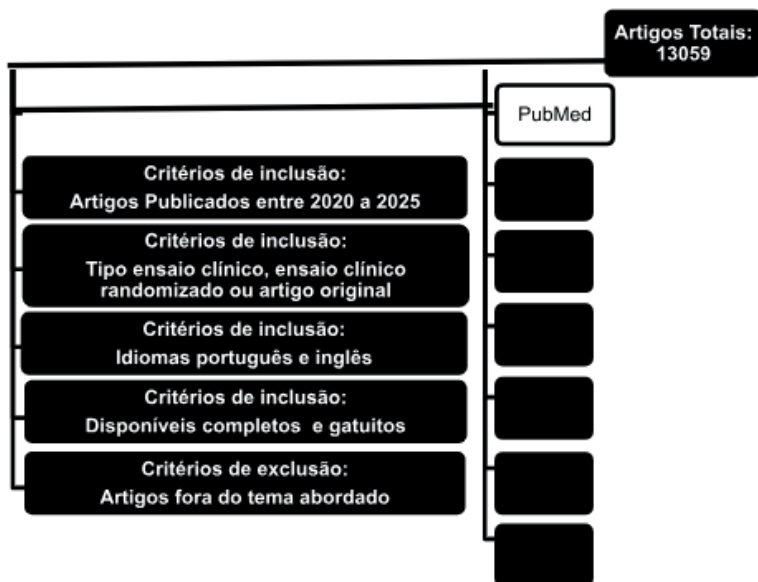 Artigos Totais:
13059
PubMed
Critérios de inclusão:
Artigos Publicados entre 2020 a 2025
Critérios de inclusão:
Tipo ensaio clínico, ensaio clínico
randomizado ou artigo original
Critérios de inclusão:
Idiomas português e inglês
Critérios de inclusão:
Disponíveis completos e gatuitos
Critérios de exclusão:
Artigos fora do tema abordado